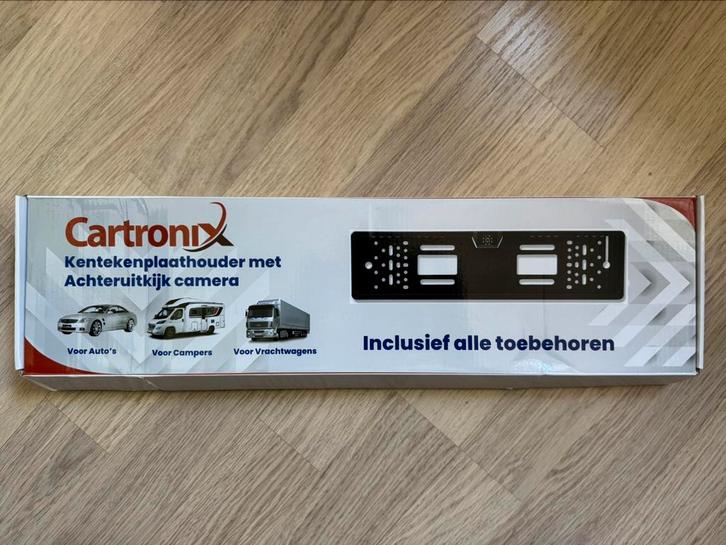 Cartronix
Kentekenplaathouder met
Achteruitkijk camera
Voor Auto's
Voor Campers
Voor Vrachtwagens
Inclusief alle toebehoren